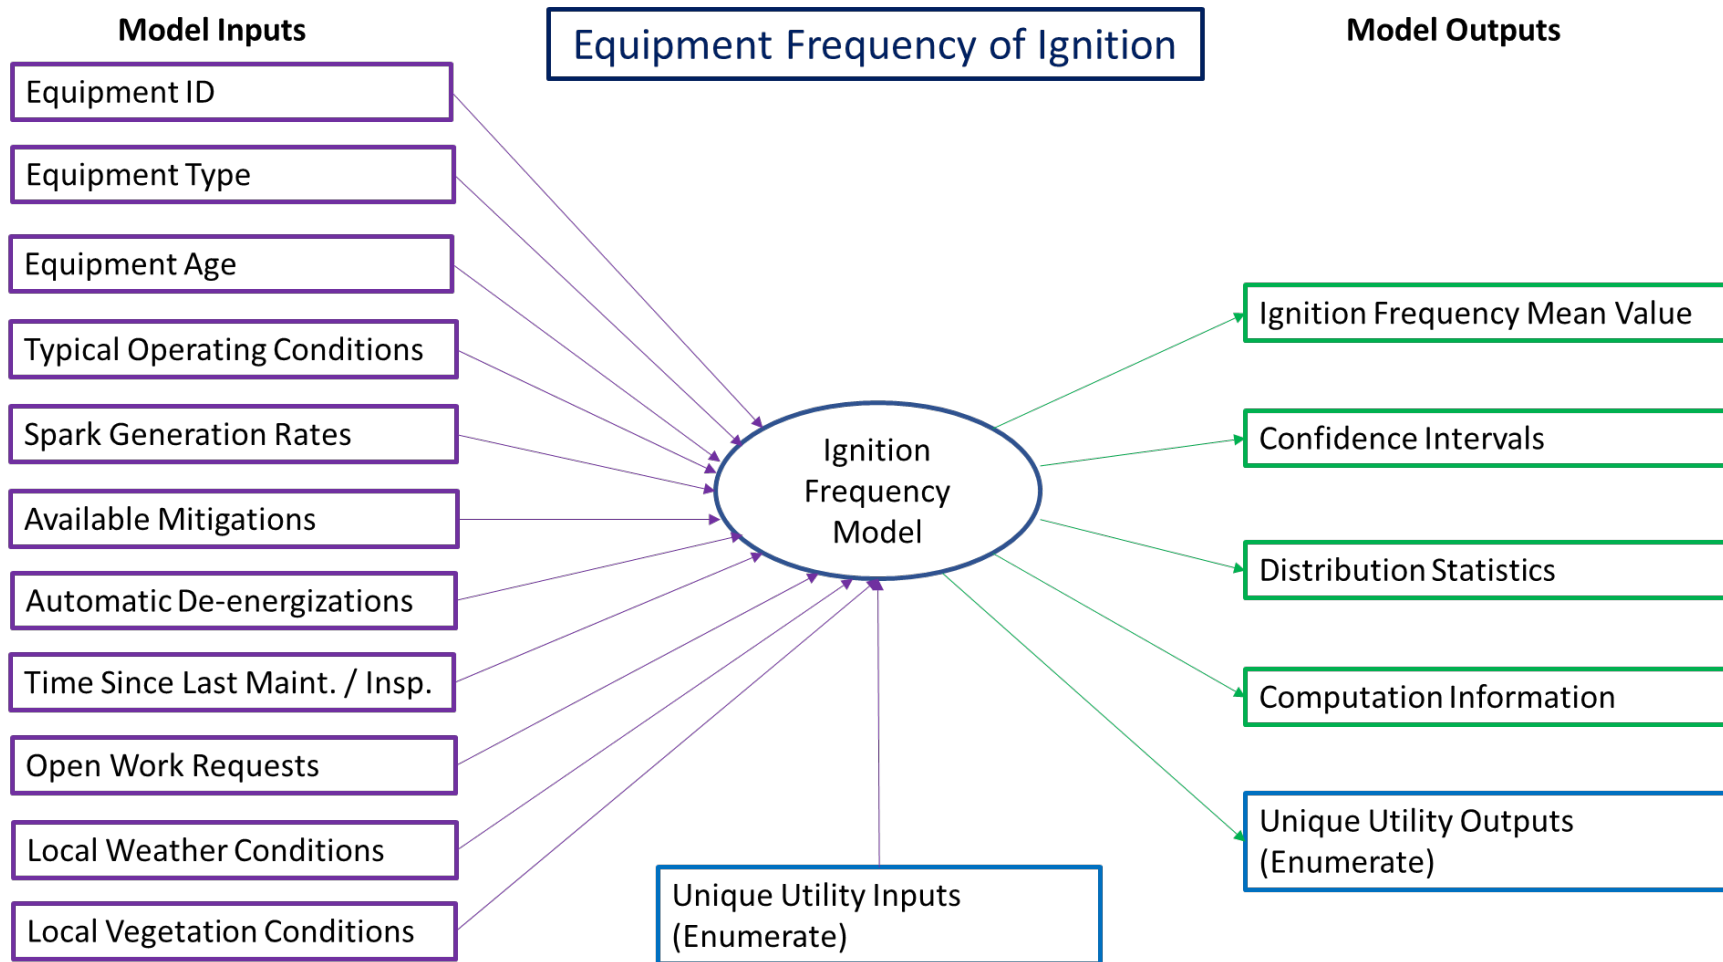 Model Inputs
Equipment Frequency of Ignition
Model Outputs
Equipment ID
Equipment Type
Equipment Age
Typical Operating Conditions
Spark Generation Rates
Available Mitigations
Automatic De-energizations
Time Since Last Maint. / Insp.
Open Work Requests
Local Weather Conditions
Local Vegetation Conditions
Ignition
Frequency
Model
Unique Utility Inputs
(Enumerate)
Ignition Frequency Mean Value
Confidence Intervals
Distribution Statistics
Computation Information
Unique Utility Outputs
(Enumerate)